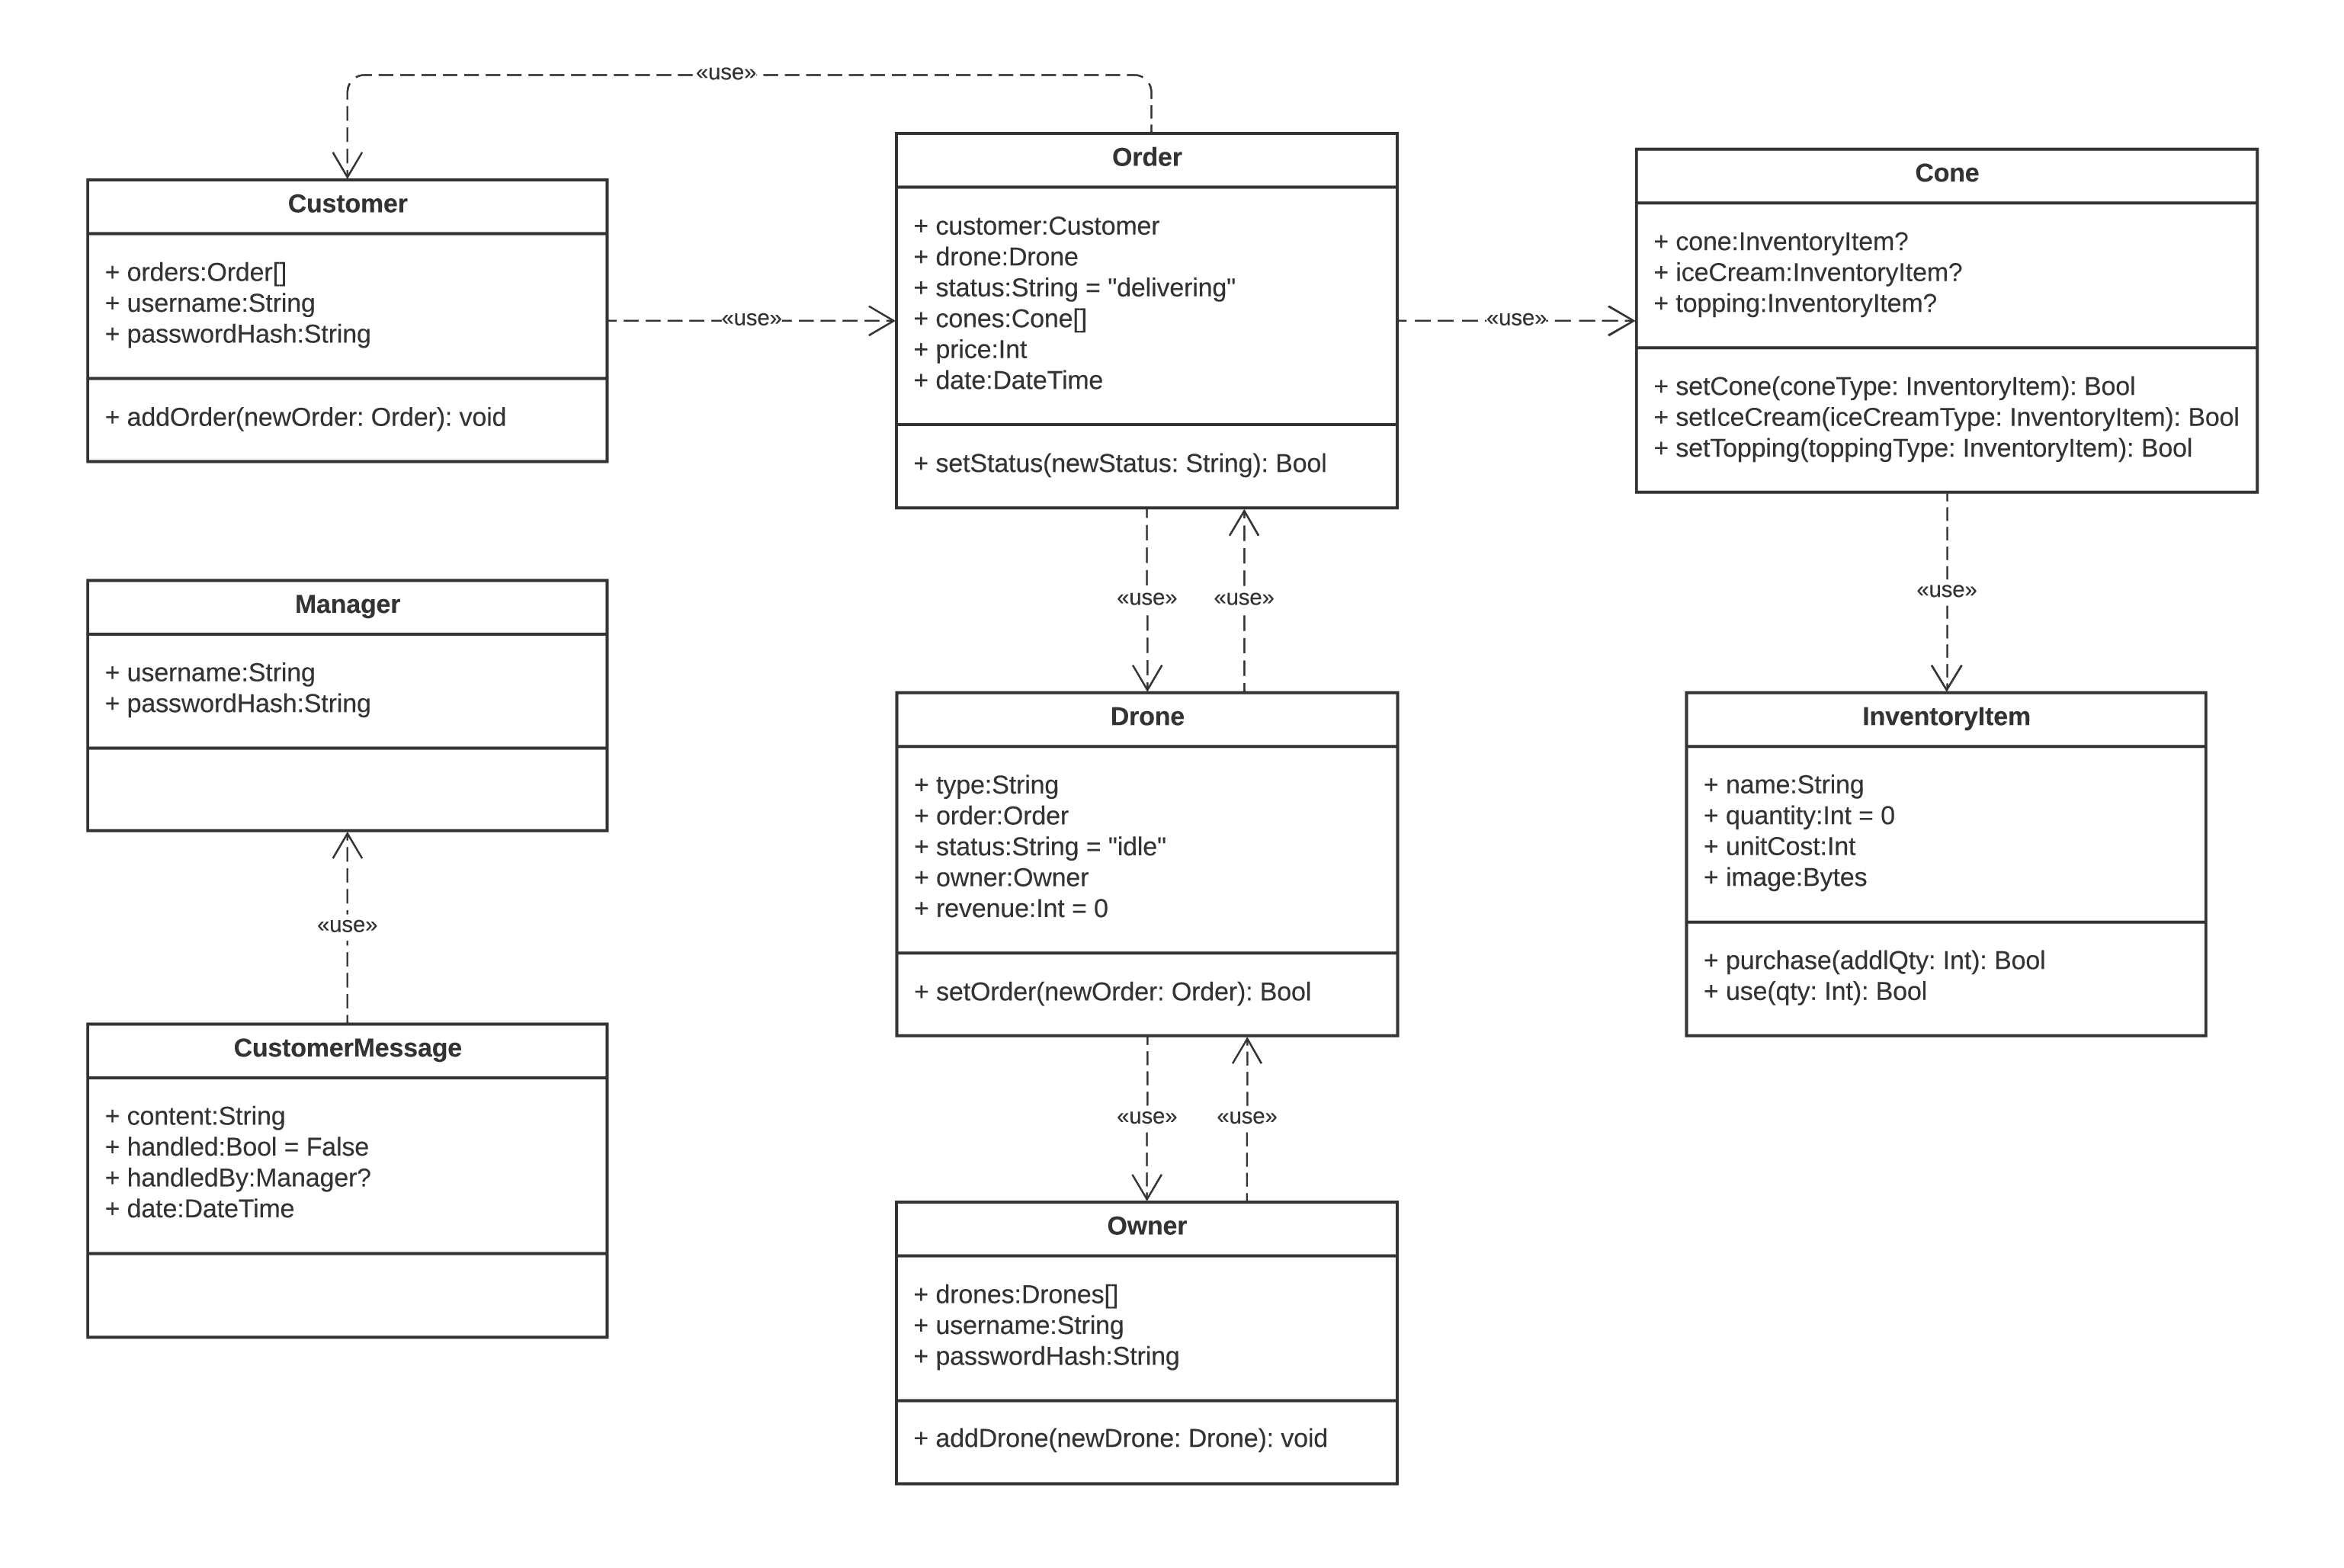 «use»
Customer
+ orders:Order[]
+ username:String
+ passwordHash:String
+ addOrder(newOrder: Order): void
«use»
Order
+ customer:Customer
+ drone:Drone
+ status:String = "delivering"
+ cones:Cone[]
+ price:Int
+ date:DateTime
+ setStatus(newStatus: String): Bool
«use»
Cone
+ cone:InventoryItem?
+ iceCream:InventoryItem?
+ topping:InventoryItem?
+ setCone(coneType: InventoryItem): Bool
+ setIceCream(iceCreamType: InventoryItem): Bool
+ setTopping(toppingType: InventoryItem): Bool
Manager
+ username:String
+ passwordHash:String
«use»
«use»
«use»
Drone
+ type:String
+ order:Order
+ status:String = "idle"
+ owner:Owner
+ revenue:Int = 0
+ setOrder(newOrder: Order): Bool
InventoryItem
+ name:String
+ quantity:Int = 0
+ unitCost:Int
+ image:Bytes
+ purchase(addlQty: Int): Bool
+ use(qty: Int): Bool
«use»
CustomerMessage
+ content:String
+ handled:Bool = False
+ handledBy:Manager?
+ date:DateTime
«use»
«use»
Owner
+ drones:Drones[]
+ username:String
+ passwordHash:String
+ addDrone(newDrone: Drone): void